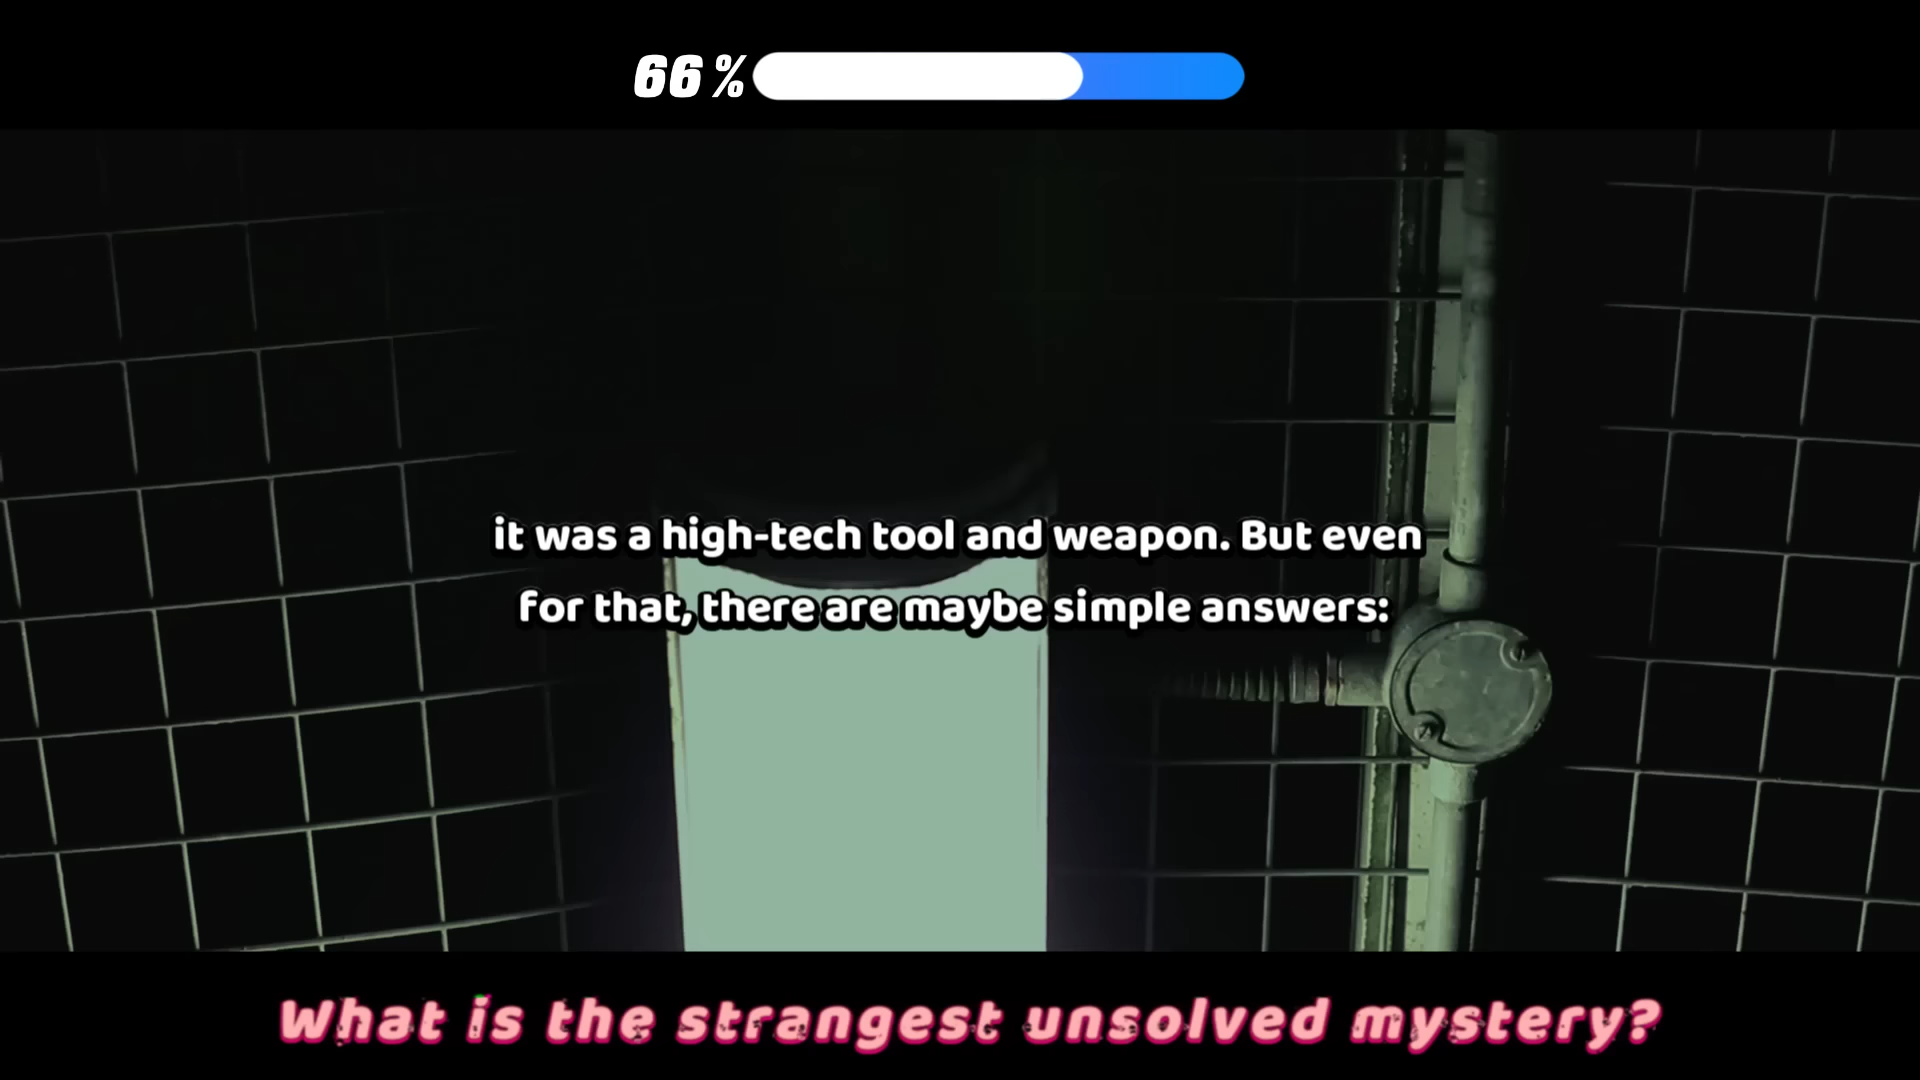 66%
it was a high-tech tool and weapon. But even
for that, there are maybe simple answers:
What is the strangest unsolved mystery?